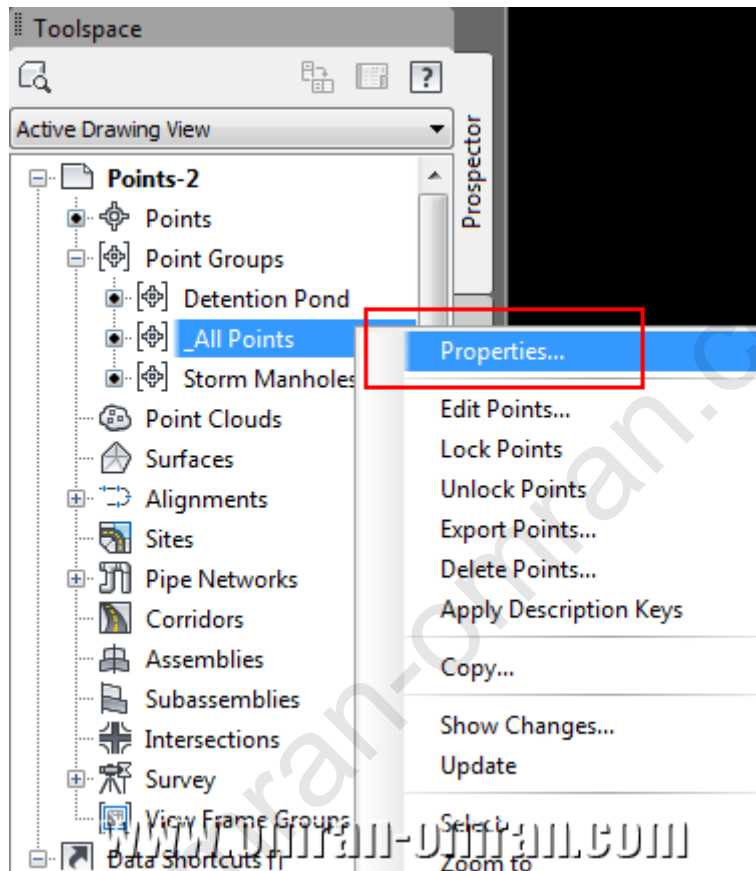 Toolspace
Active Drawing View
Prospector
Points-2
Points
Point Groups
Detention Pond
_All Points
Storm Manholes
Point Clouds
Surfaces
Alignments
Sites
Pipe Networks
Corridors
Assemblies
Subassemblies
Intersections
Survey
View Frame Groups
Data Shortcuts []
Properties...
Edit Points...
Lock Points
Unlock Points
Export Points...
Delete Points...
Apply Description Keys
Copy...
Show Changes...
Update
Select
Zoom to
www.omran-omran.com